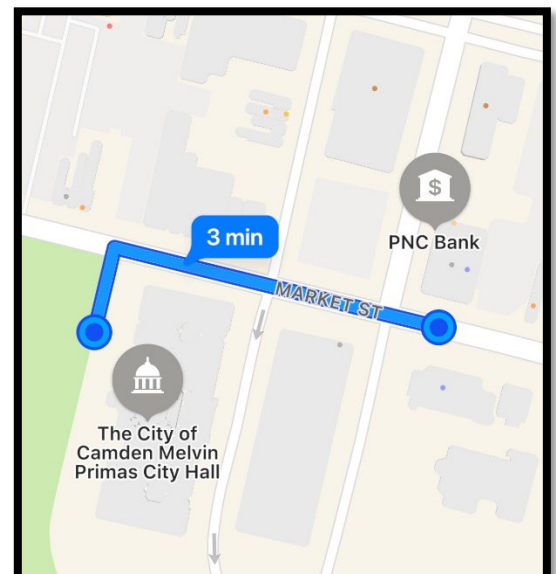 3 min
$
PNC Bank
MARKET ST
The City of
Camden Melvin
Primas City Hall